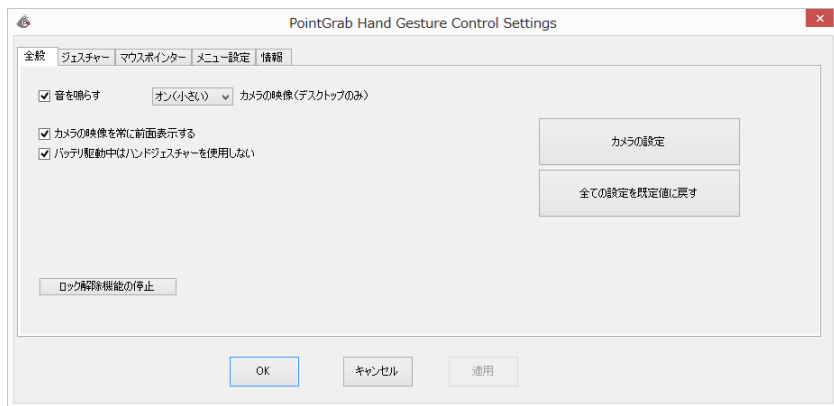 PointGrab Hand Gesture Control Settings
全般 ジェスチャー マウスポインター メニュー設定 情報
音を鳴らす オン(小さい) カメラの映像(デスクトップのみ)
カメラの映像を常に前面表示する
バッテリ駆動中はハンドジェスチャーを使用しない
カメラの設定
全ての設定を既定値に戻す
ロック解除機能の停止
OK キャンセル 適用